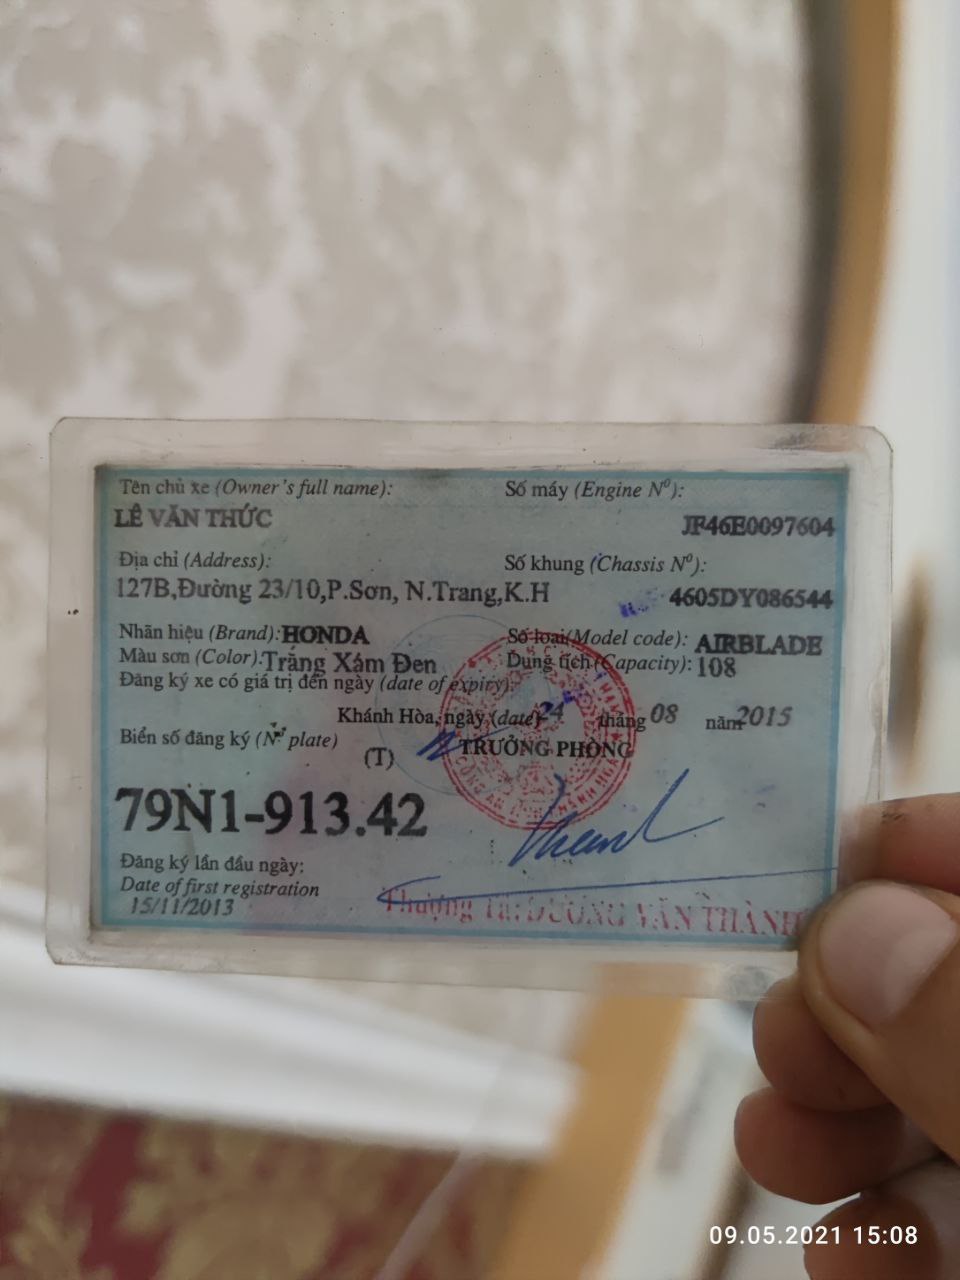 Tên chủ xe (Owner's full name):
LÊ VĂN THỨC
Số máy (Engine Nº):
JF46E0097604
Địa chỉ (Address):
127B,Đường 23/10,P.Sơn, N.Trang,K.H
Số khung (Chassis Nº):
4605DY086544
Nhãn hiệu (Brand): HONDA
Số loại (Model code): AIRBLADE
Màu sơn (Color): Trắng Xám Đen
Dung tích (Capacity): 108
Đăng ký xe có giá trị đến ngày (date of expiry):
Khánh Hòa, ngày (date) 24 tháng 08 năm 2015
Biển số đăng ký (Nº plate)
(T) TRƯỞNG PHÒNG
79N1-913.42
Đăng ký lần đầu ngày:
Date of first registration
15/11/2013
Thượng Tá: DƯƠNG VĂN THÀNH
09.05.2021 15:08